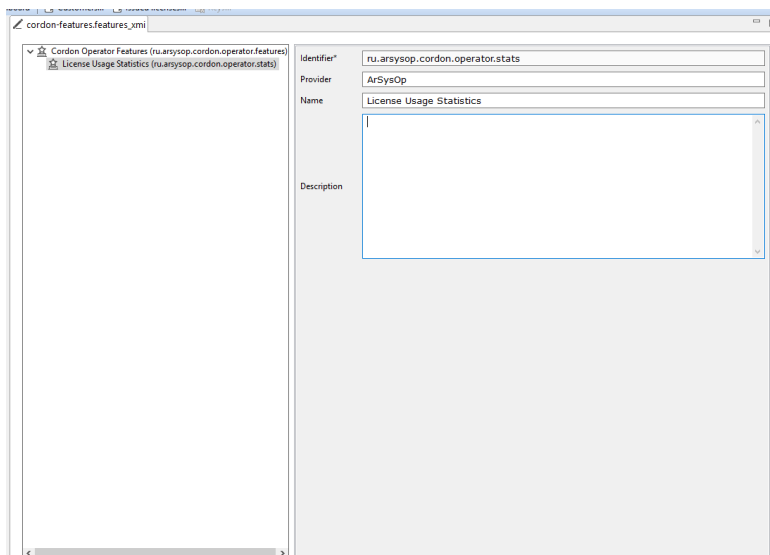 cordon-features.features_xmi
Cordon Operator Features (ru.arsysop.cordon.operator.features)
License Usage Statistics (ru.arsysop.cordon.operator.stats)
Identifier* ru.arsysop.cordon.operator.stats
Provider ArSysOp
Name License Usage Statistics
Description